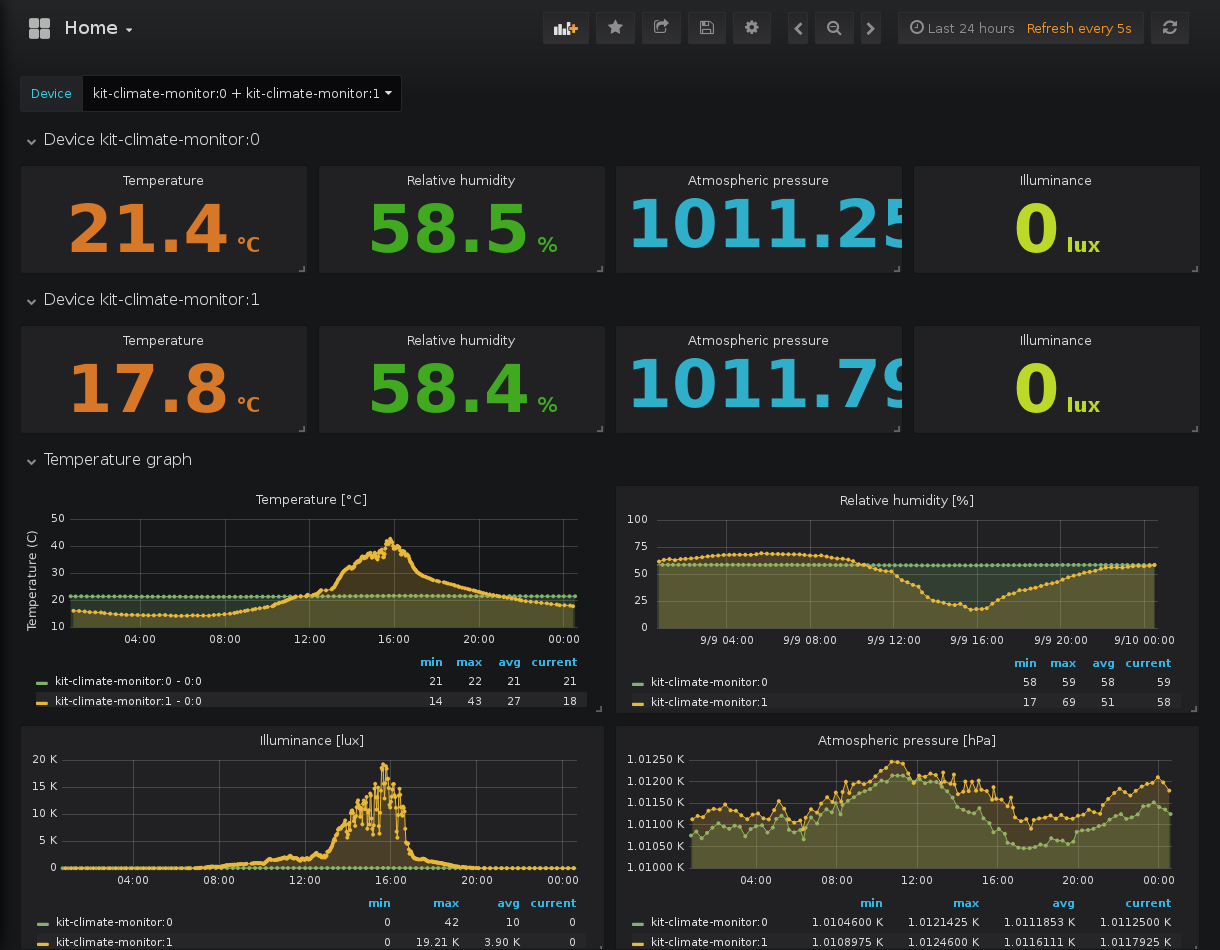 Home
Last 24 hours Refresh every 5s
Device kit-climate-monitor:0 + kit-climate-monitor:1
Device kit-climate-monitor:0
Temperature Relative humidity Atmospheric pressure Illuminance
21.4 °C 58.5 % 1011.25 0 lux
Device kit-climate-monitor:1
Temperature Relative humidity Atmospheric pressure Illuminance
17.8 °C 58.4 % 1011.79 0 lux
Temperature graph
Temperature [°C]
Temperature (C)
50
40
30
20
10
04:00 08:00 12:00 16:00 20:00 00:00
min max avg current
kit-climate-monitor:0 - 0:0 21 22 21 21
kit-climate-monitor:1 - 0:0 14 43 27 18
Relative humidity [%]
100
75
50
25
0
9/9 04:00 9/9 08:00 9/9 12:00 9/9 16:00 9/9 20:00 9/10 00:00
min max avg current
kit-climate-monitor:0 58 59 58 59
kit-climate-monitor:1 17 69 51 58
Illuminance [lux]
20 K
15 K
10 K
5 K
0
04:00 08:00 12:00 16:00 20:00 00:00
min max avg current
kit-climate-monitor:0 0 42 10 0
kit-climate-monitor:1 0 19.21 K 3.90 K 0
Atmospheric pressure [hPa]
1.01250 K
1.01200 K
1.01150 K
1.01100 K
1.01050 K
1.01000 K
04:00 08:00 12:00 16:00 20:00 00:00
min max avg current
kit-climate-monitor:0 1.0104600 K 1.0121425 K 1.0111853 K 1.0112500 K
kit-climate-monitor:1 1.0108975 K 1.0124600 K 1.0116111 K 1.0117925 K